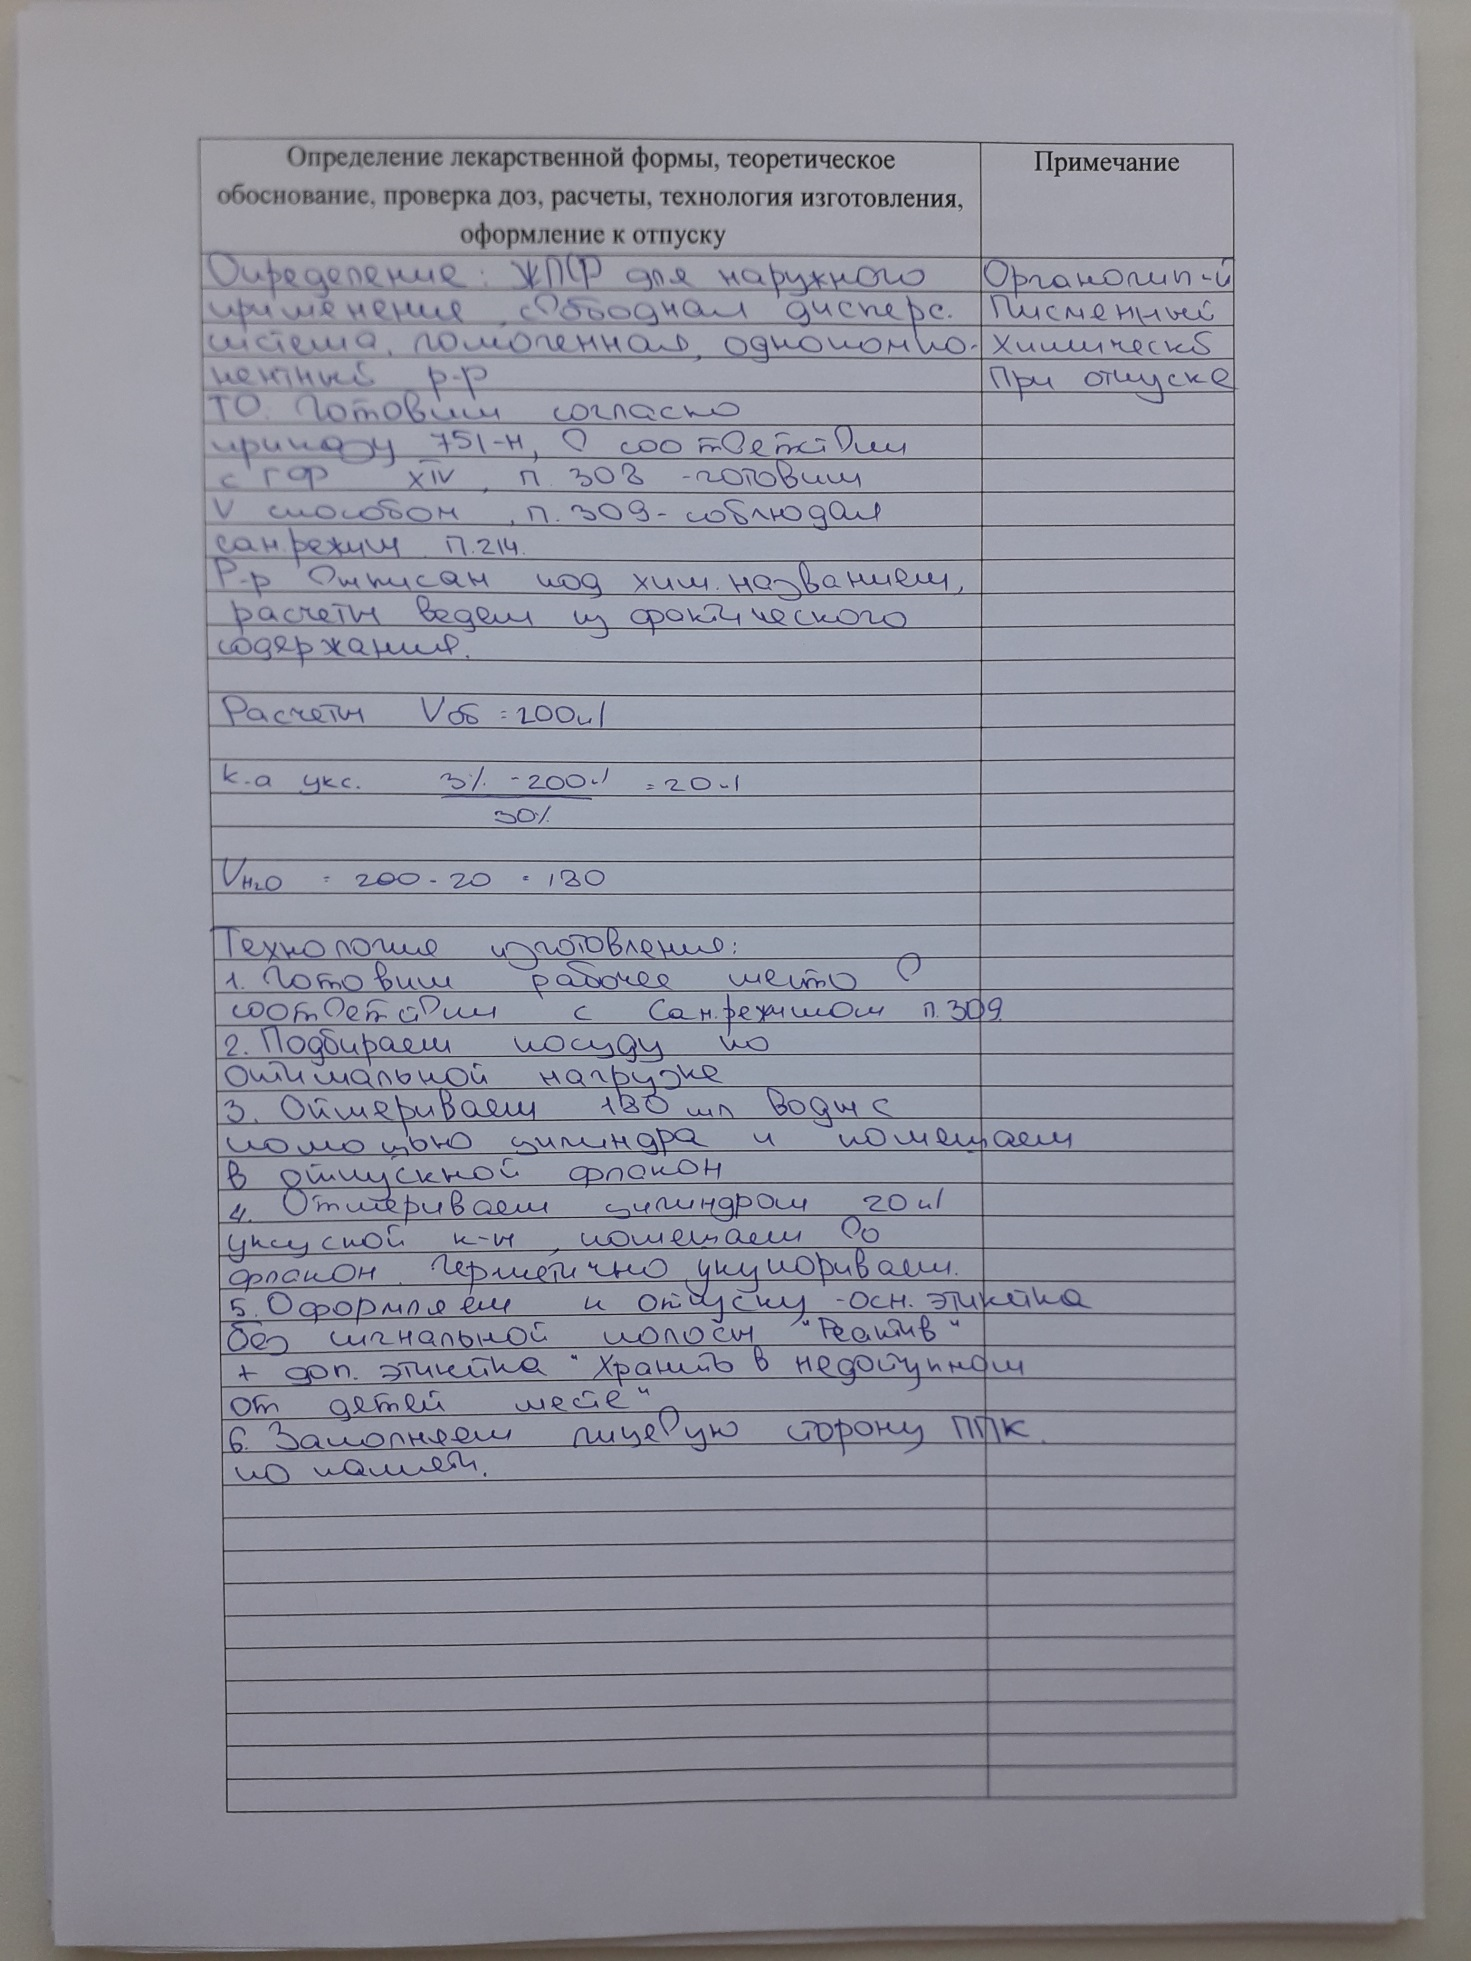 Определение лекарственной формы, теоретическое
обоснование, проверка доз, расчеты, технология изготовления,
оформление к отпуску
Примечание
Определение: ЖЛФ для наружного
применения, свободная дисперс.
система, гомогенная, однокомпо-
нентный р-р
Органолип-й
Писменный
Химическ
При отпуске
ТО. Готовим согласно
приказу 751-н, в соответствии
с ГФ XIV, п. 308 -готовим
V способом, п.309-соблюдая
сан.режим п.214.
Р-р выписан под хим.названием,
расчеты ведем из фактического
содержания.
Расчеты Vоб = 200мл
к.а укс. 3% · 200мл = 20мл
30%
VH2O = 200 - 20 = 180
Технология изготовления:
1. Готовим рабочее место в
соответствии с Сан.режимом п.309.
2. Подбираем посуду по
оптимальной нагрузке
3. Отмериваем 180 мл воды с
помощью цилиндра и помещаем
в отпускной флакон
4. Отмериваем цилиндром 20мл
уксусной к-ы, помещаем во
флакон. Герметично укупориваем.
5. Оформляем к отпуску -осн. этикетка
без сигнальной полосы "Реактив"
+ доп. этикетка "Хранить в недоступном
от детей месте"
6. Заполняем лицевую сторону ППК
по памяти.